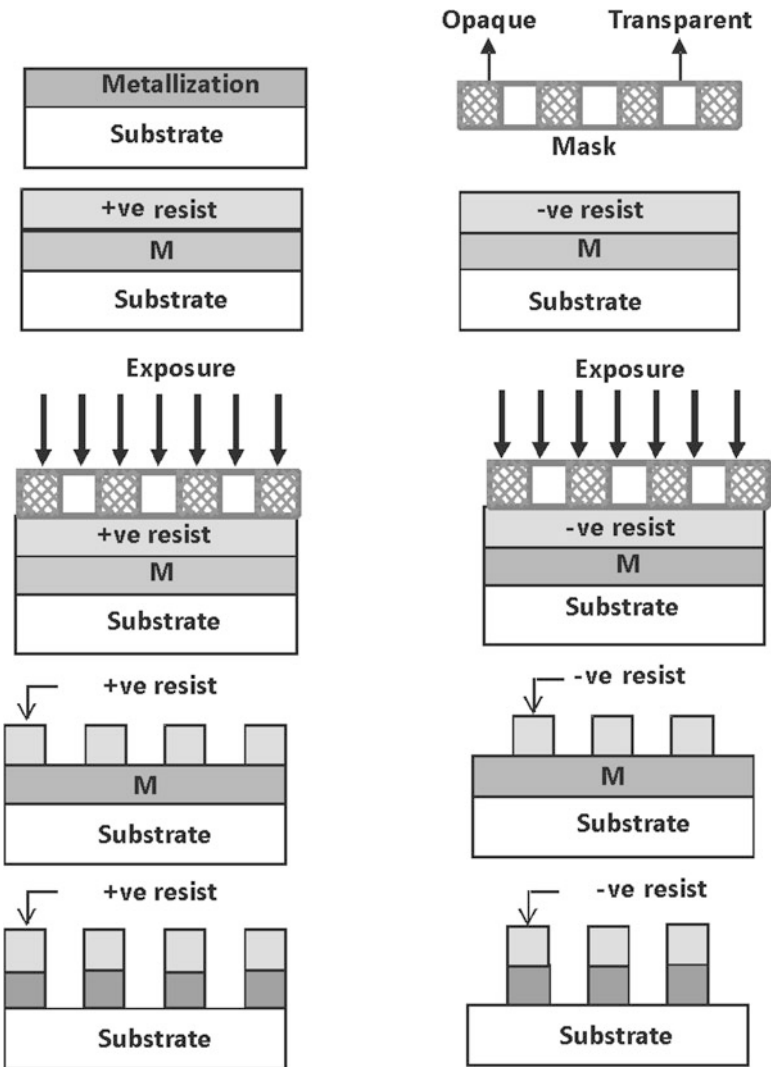 Opaque Transparent
Metallization
Substrate
Mask
+ve resist
M
Substrate
-ve resist
M
Substrate
Exposure
+ve resist
M
Substrate
Exposure
-ve resist
M
Substrate
+ve resist
M
Substrate
-ve resist
M
Substrate
+ve resist
Substrate
-ve resist
Substrate